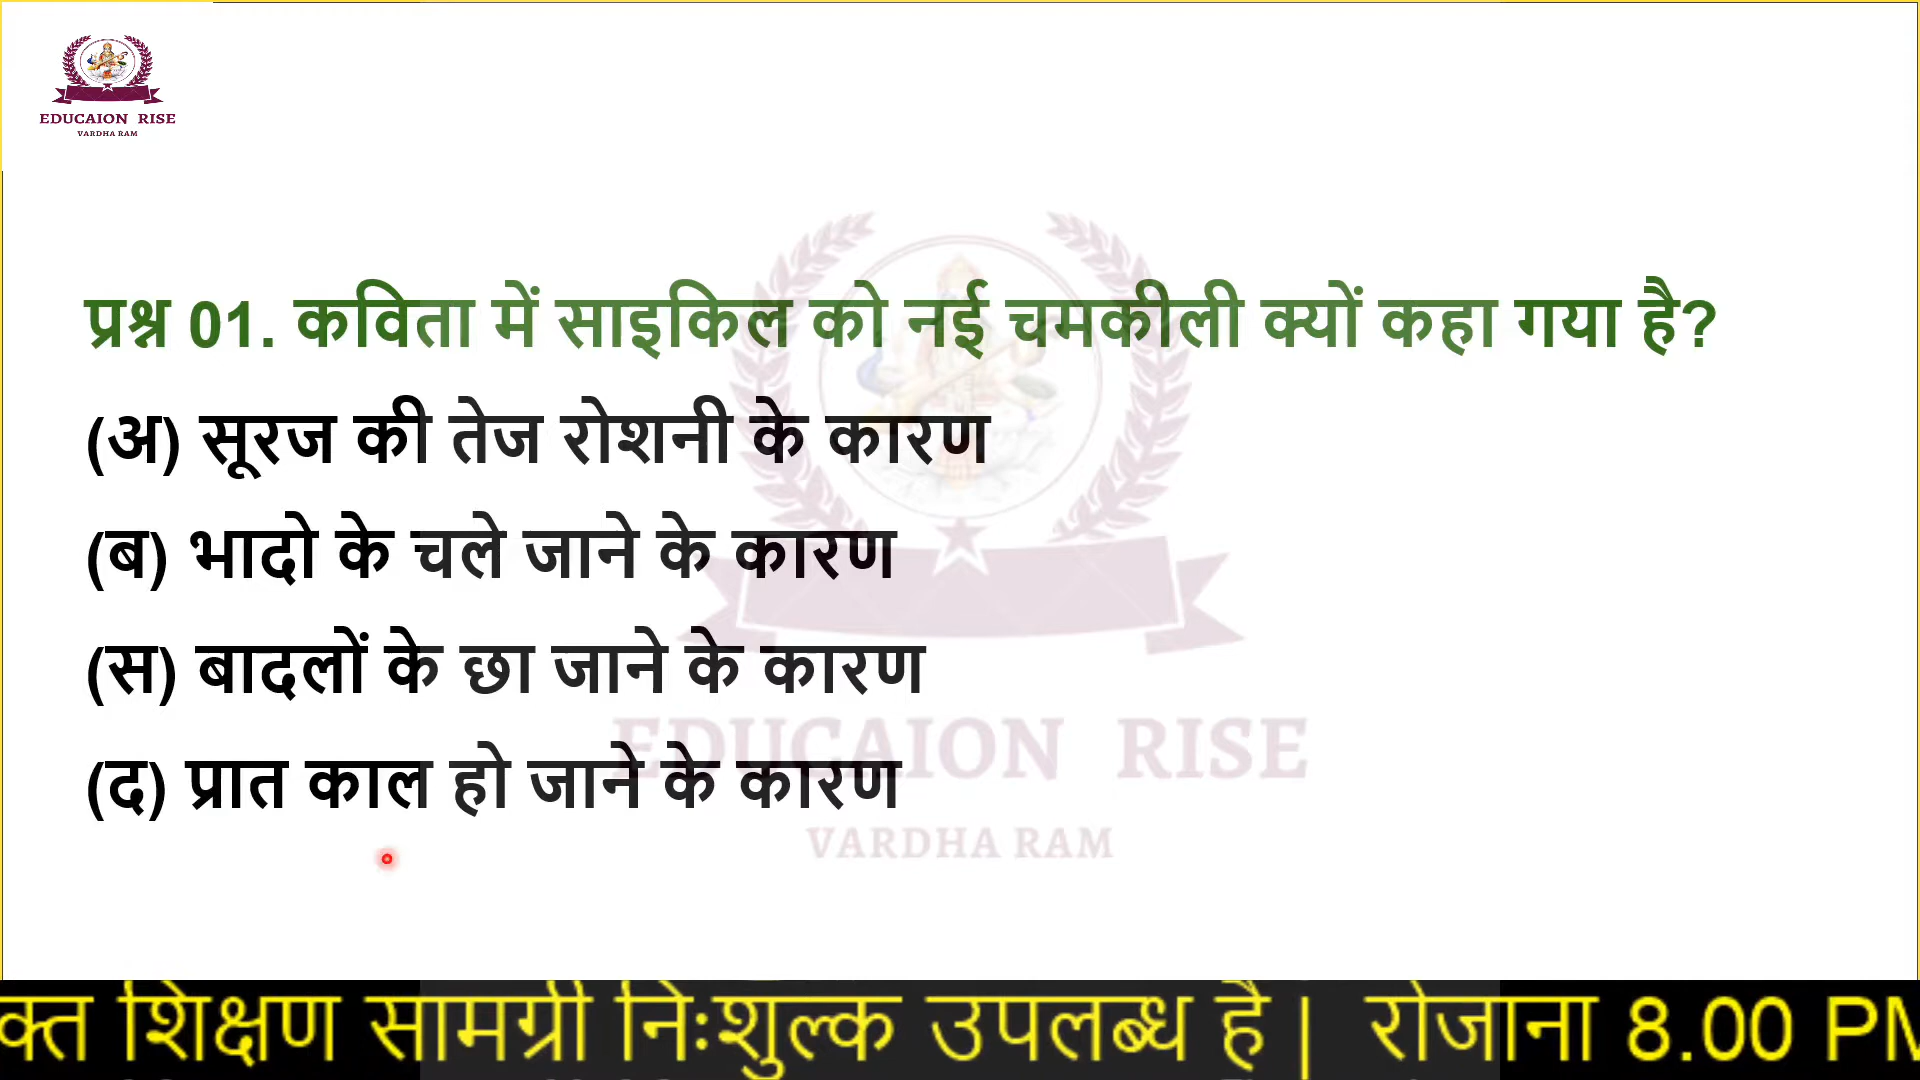 EDUCAION RISE
VARDHA RAM
प्रश्न 01. कविता में साइकिल को नई चमकीली क्यों कहा गया है?
(अ) सूरज की तेज रोशनी के कारण
(ब) भादो के चले जाने के कारण
(स) बादलों के छा जाने के कारण
(द) प्रात काल हो जाने के कारण
EDUCAION RISE
VARDHA RAM
क्त शिक्षण सामग्री निःशुल्क उपलब्ध है | रोजाना 8.00 PM